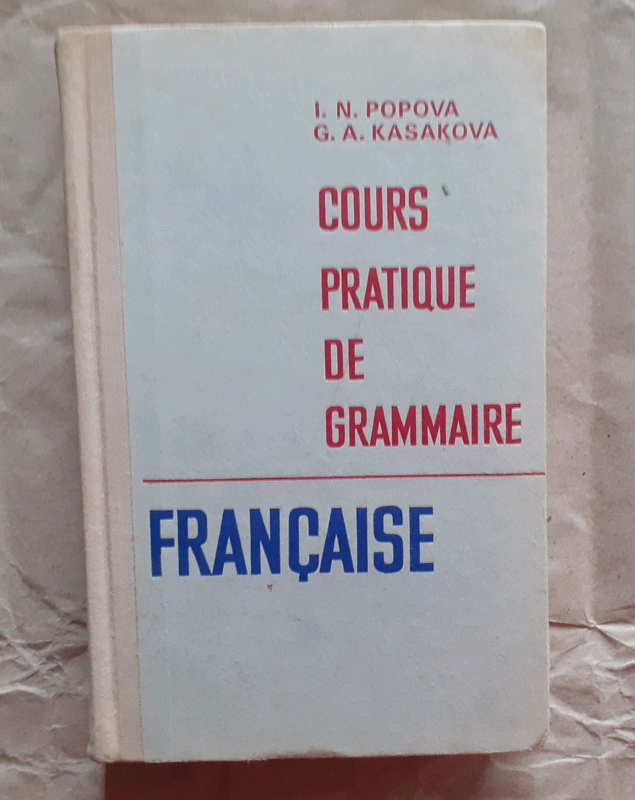 I. N. POPOVA
G. A. KASAKOVA
COURS
PRATIQUE
DE
GRAMMAIRE
FRANÇAISE